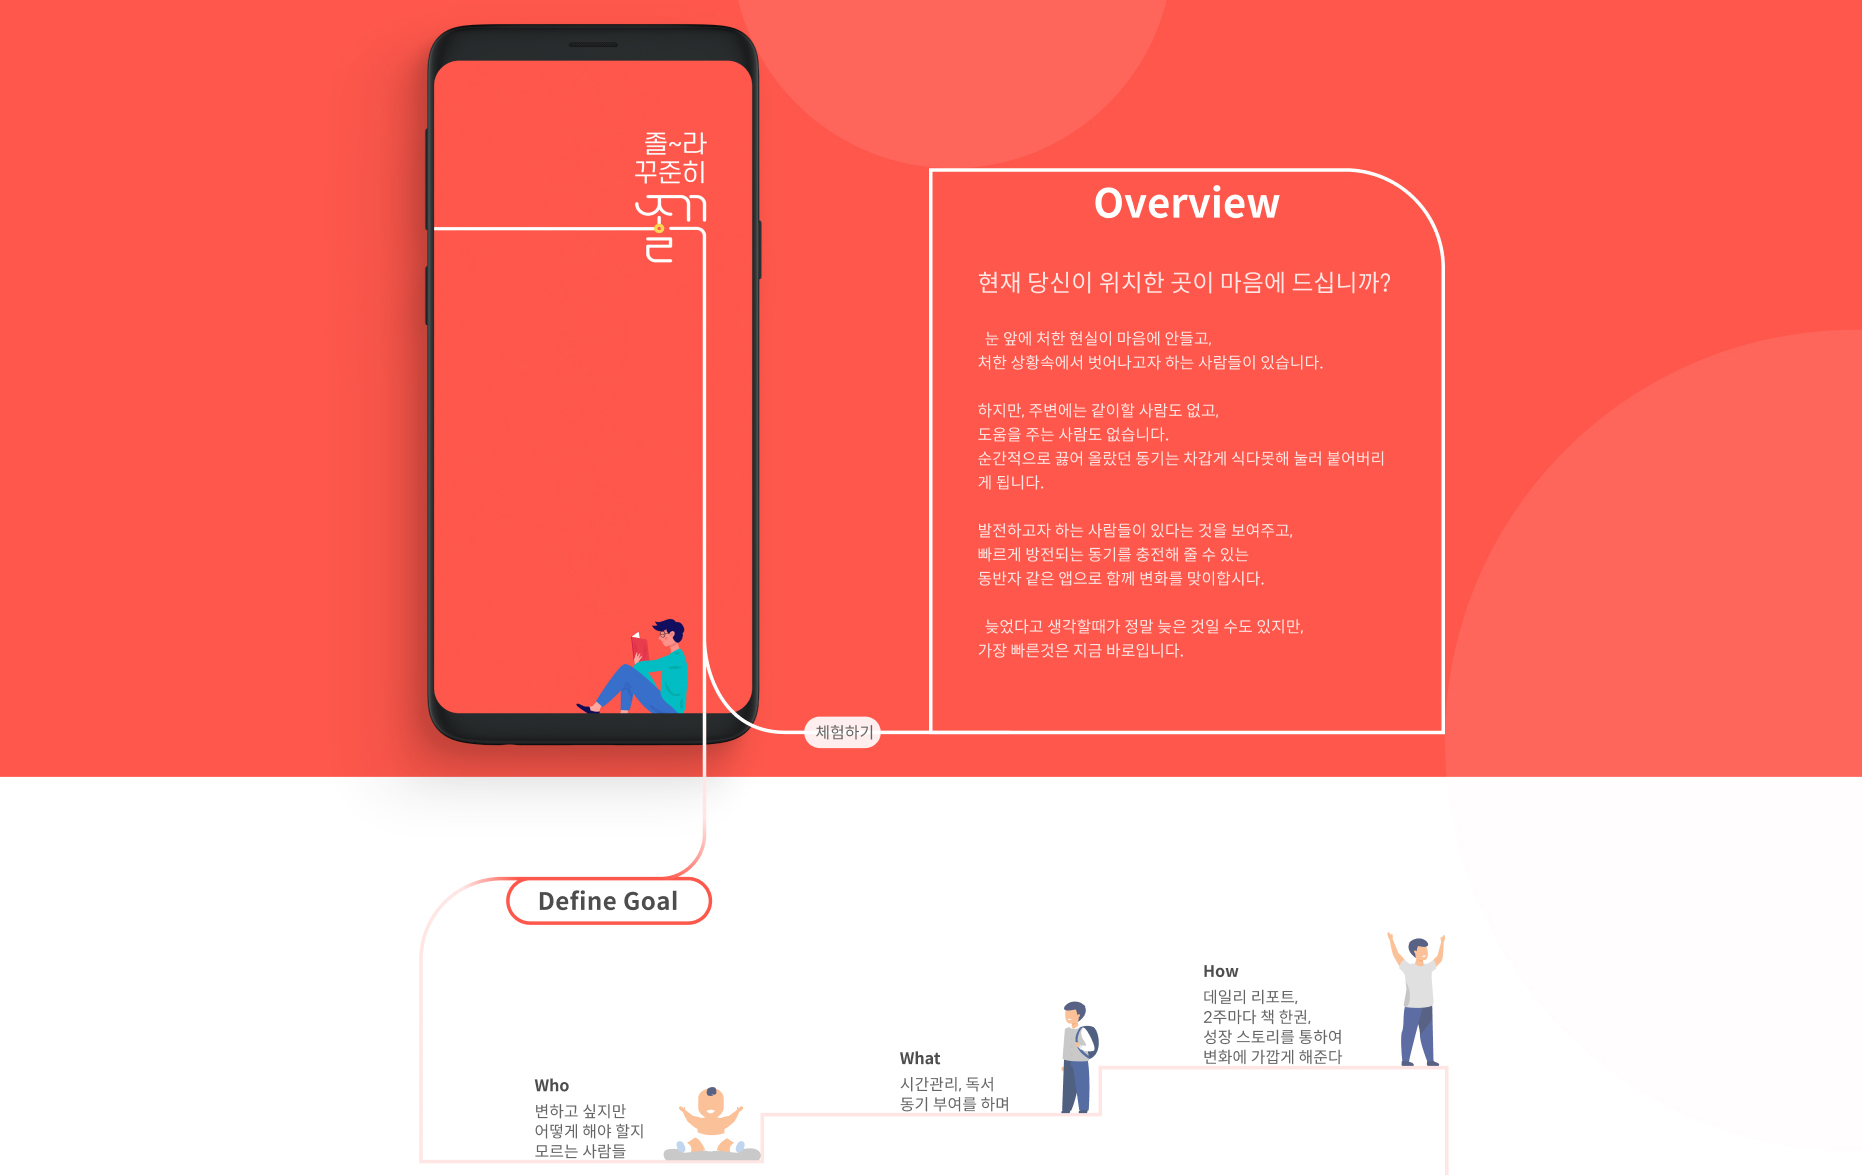 졸~라
꾸준히
졸꾸
Overview
현재 당신이 위치한 곳이 마음에 드십니까?
눈 앞에 처한 현실이 마음에 안들고,
처한 상황속에서 벗어나고자 하는 사람들이 있습니다.
하지만, 주변에는 같이할 사람도 없고,
도움을 주는 사람도 없습니다.
순간적으로 끓어 올랐던 동기는 차갑게 식다못해 눌러 붙어버리
게 됩니다.
발전하고자 하는 사람들이 있다는 것을 보여주고,
빠르게 방전되는 동기를 충전해 줄 수 있는
동반자 같은 앱으로 함께 변화를 맞이합시다.
늦었다고 생각할때가 정말 늦은 것일 수도 있지만,
가장 빠른것은 지금 바로입니다.
체험하기
Define Goal
How
데일리 리포트,
2주마다 책 한권,
성장 스토리를 통하여
변화에 가깝게 해준다
What
시간관리, 독서
동기 부여를 하며
Who
변하고 싶지만
어떻게 해야 할지
모르는 사람들